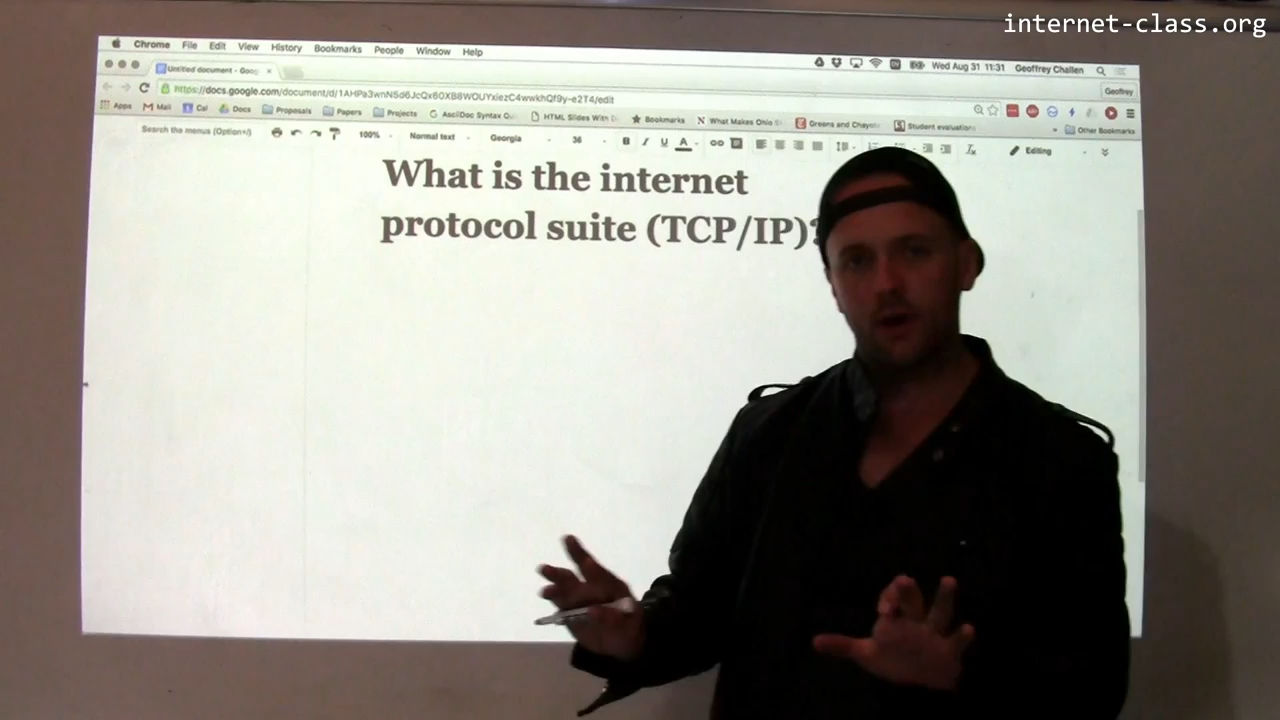 internet-class.org
Chrome File Edit View History Bookmarks People Window Help Wed Aug 31 11:31 Geoffrey Challen
Untitled document - Goog
https://docs.google.com/document/d/ /edit Geoffrey
Apps Mail Cal Docs Proposals Papers Projects AsciiDoc Syntax Qu HTML Slides With D Bookmarks What Makes Ohio S Greens and Chayot Student evaluations » Other Bookmarks
Search the menus (Option+/) 100% Normal text Georgia 36 B I U A Editing
What is the internet
protocol suite (TCP/IP)?